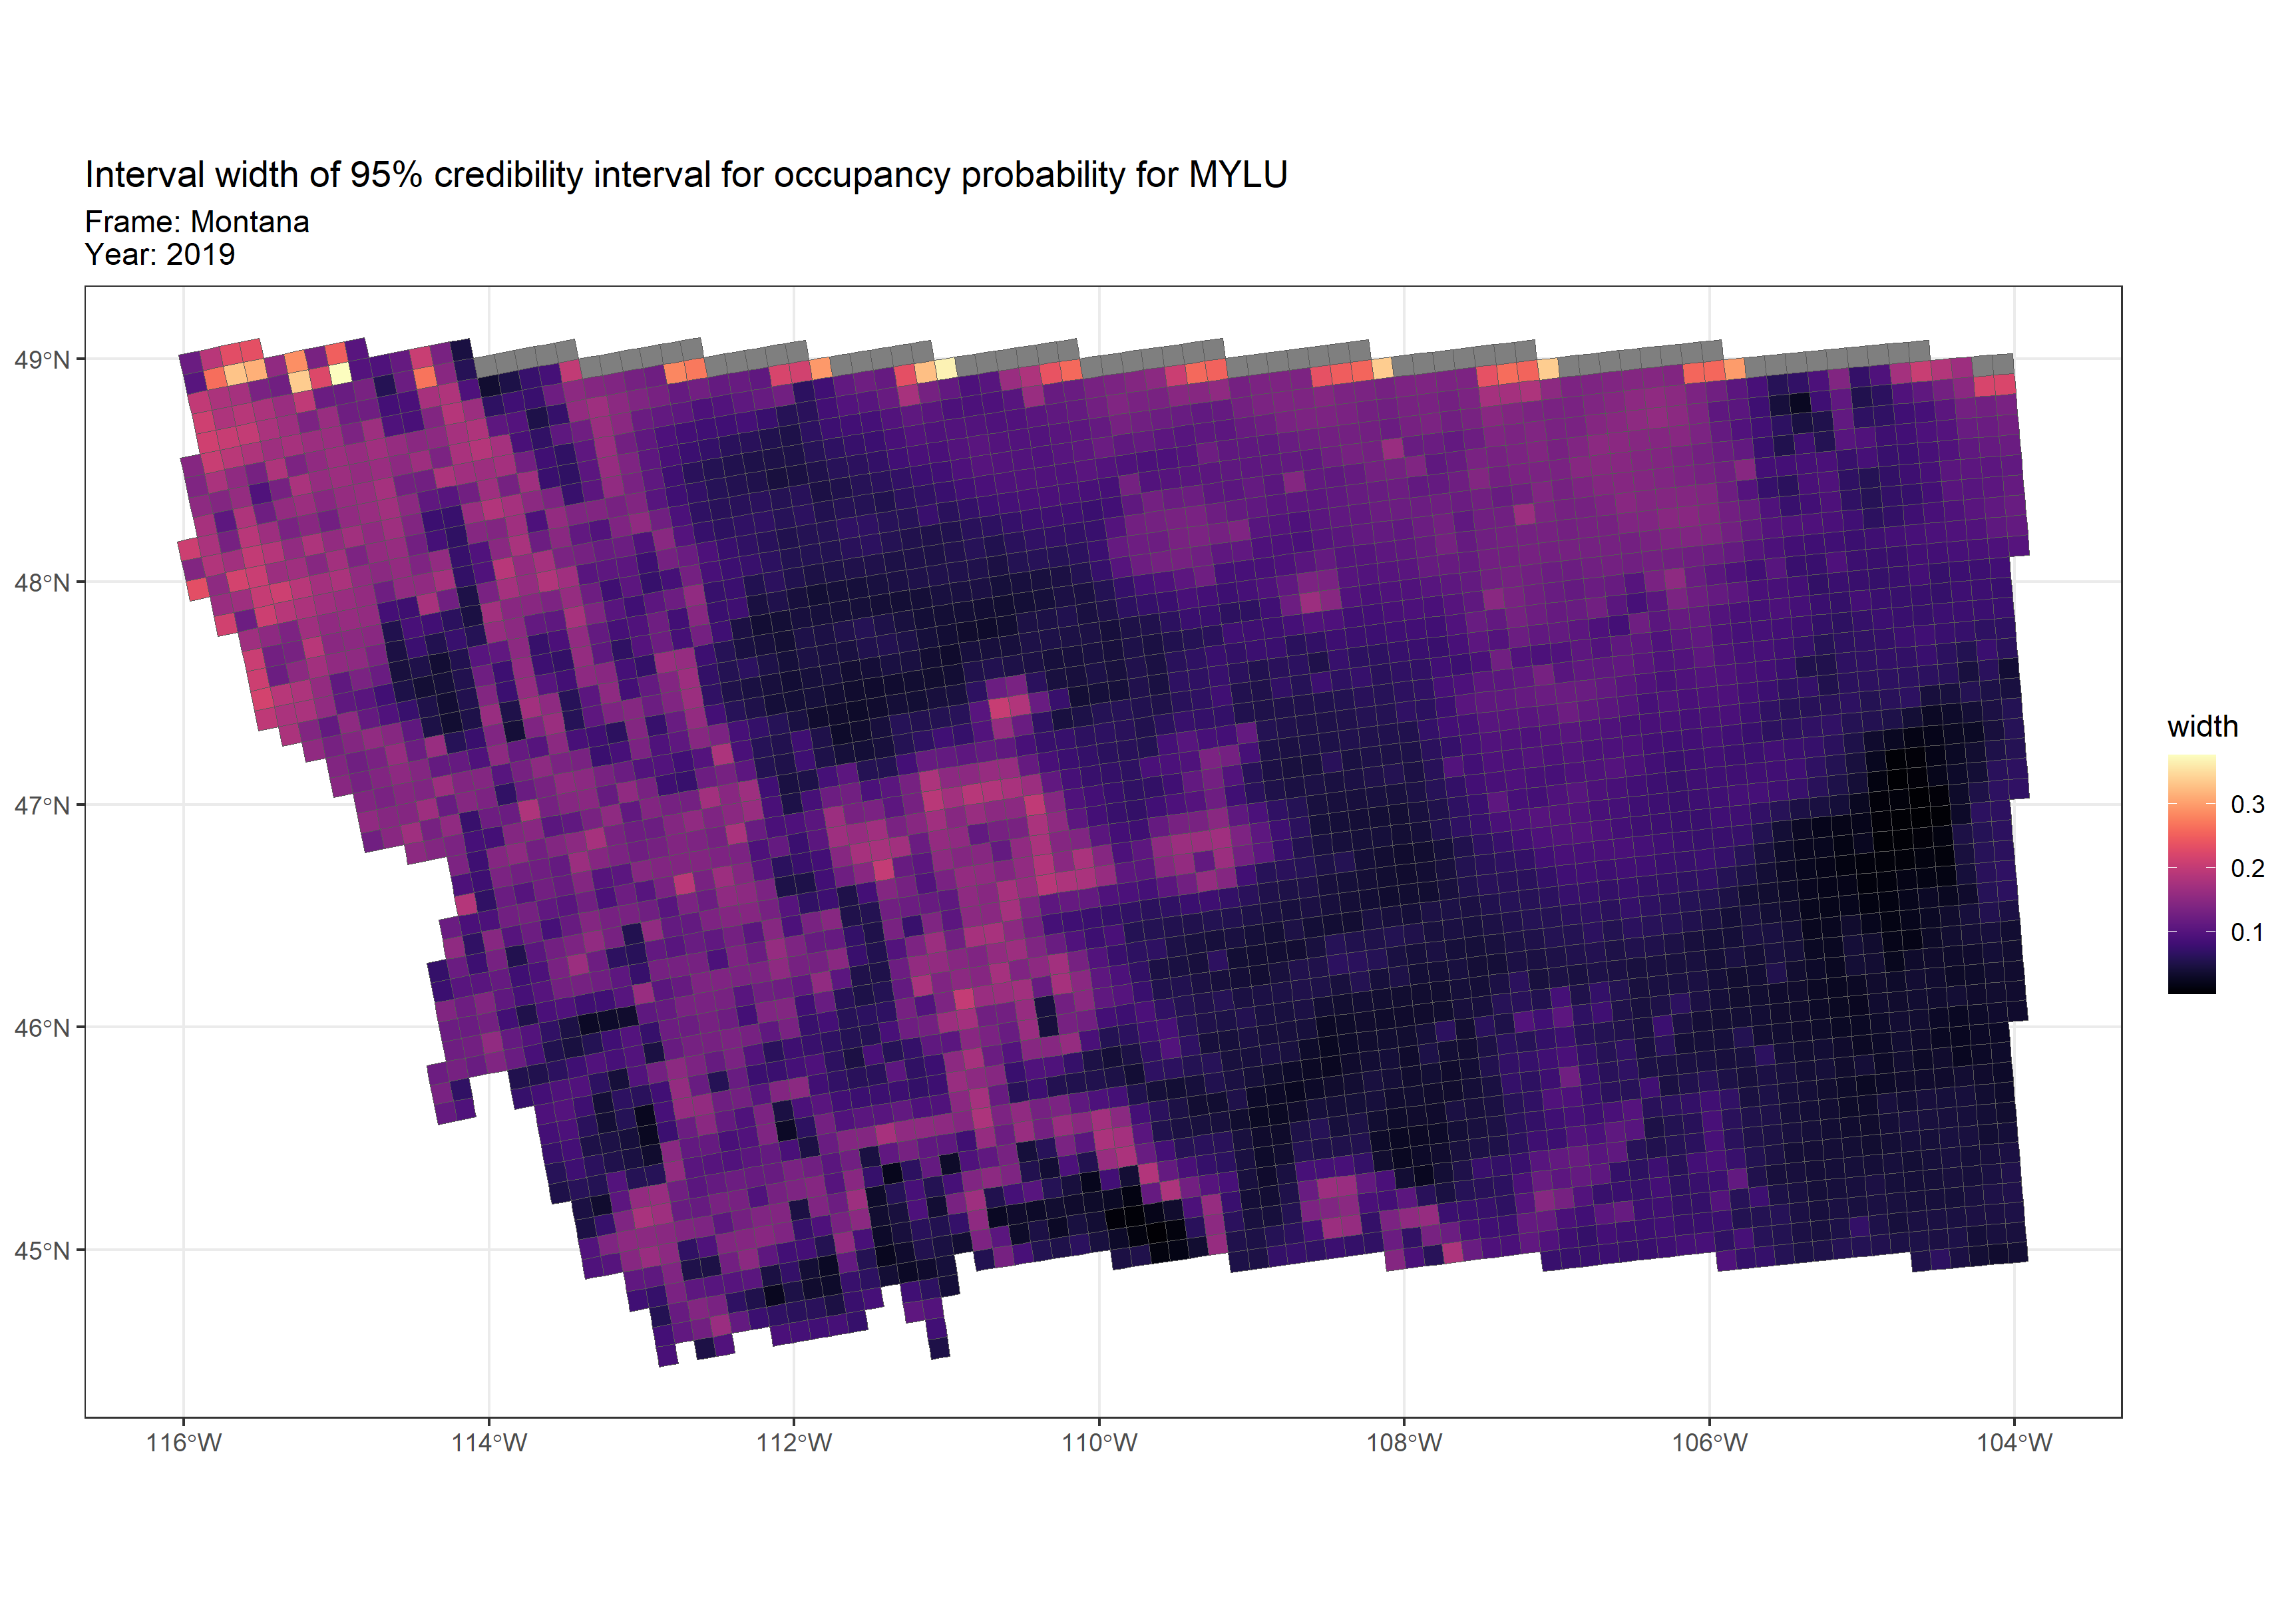 Interval width of 95% credibility interval for occupancy probability for MYLU
Frame: Montana
Year: 2019
49°N
48°N
47°N
46°N
45°N
116°W
114°W
112°W
110°W
108°W
106°W
104°W
width
0.3
0.2
0.1